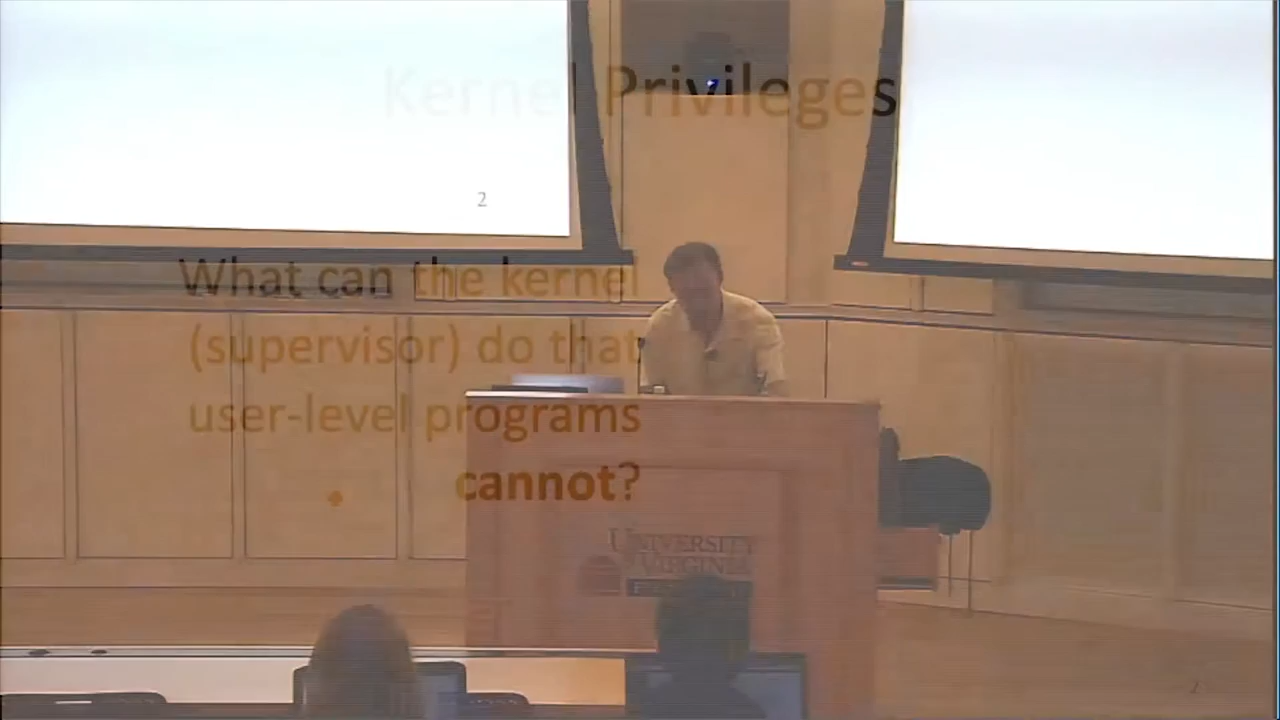 Kernel Privileges
2
What can the kernel
(supervisor) do that
user-level programs
cannot?
UNIVERSITY
VIRGINIA